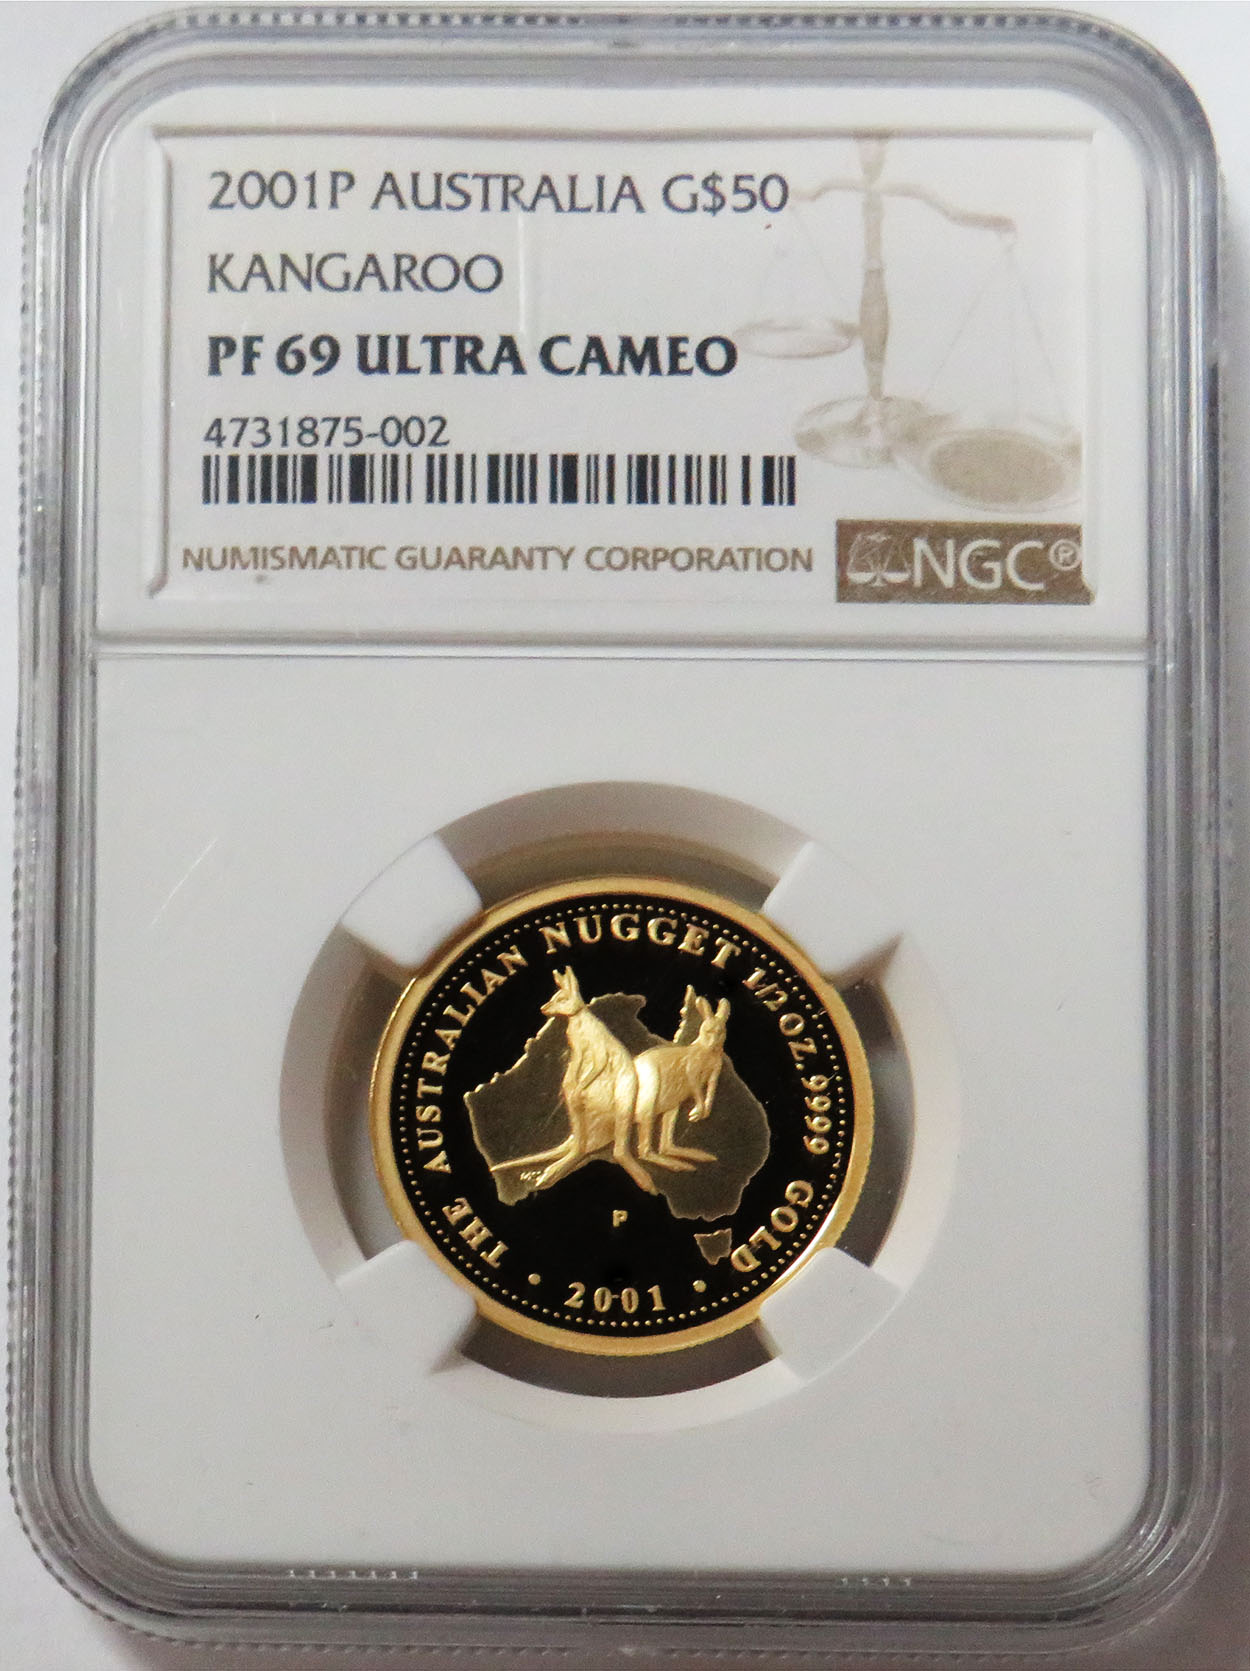 2001P AUSTRALIA G$50
KANGAROO
PF 69 ULTRA CAMEO
4731875-002
NUMISMATIC GUARANTY CORPORATION
NGC®
THE AUSTRALIAN NUGGET 1/2 OZ. 9999 GOLD
P
• 2001 •